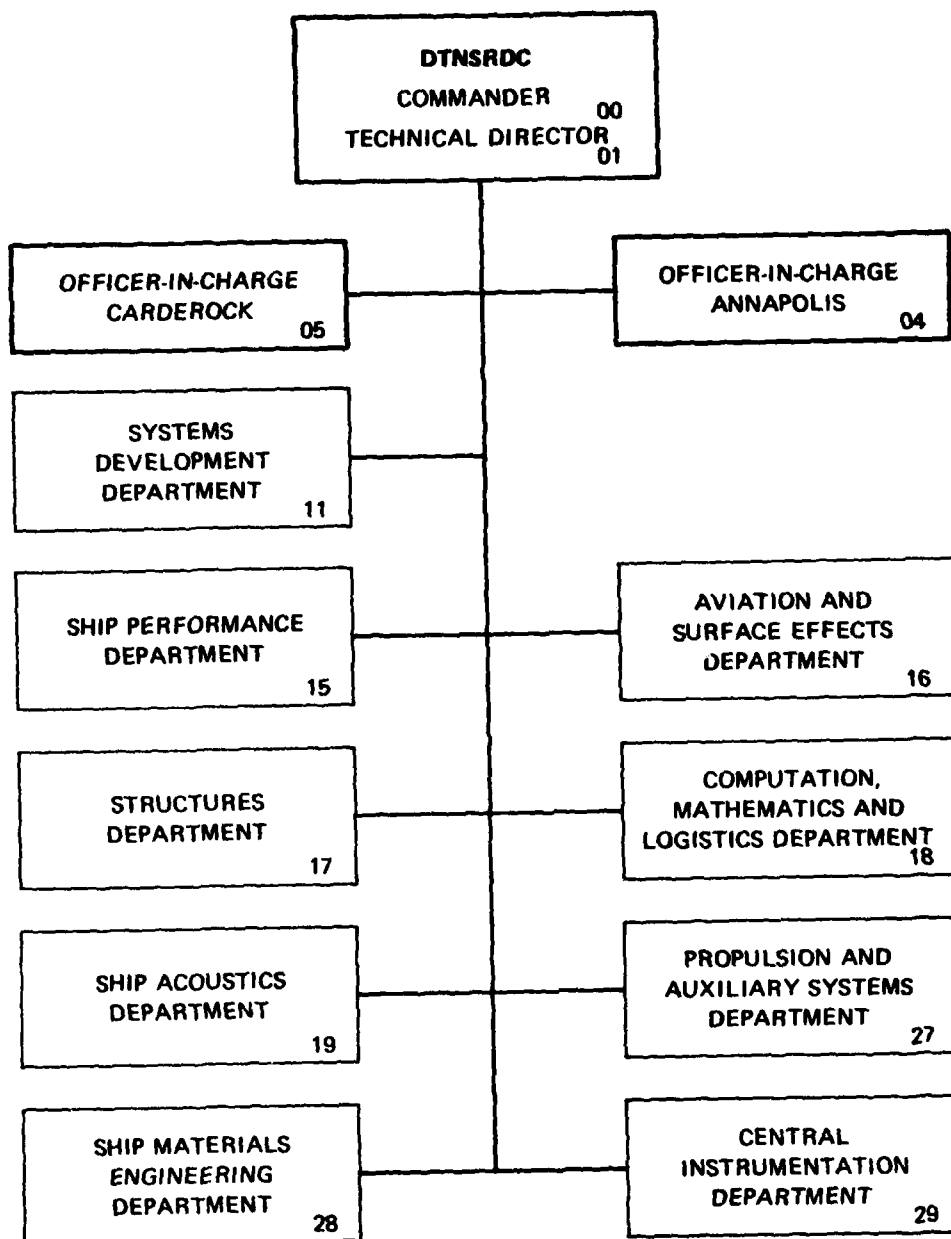 DTNSRDC
COMMANDER
00
TECHNICAL DIRECTOR
01
OFFICER-IN-CHARGE
CARDEROCK
05
OFFICER-IN-CHARGE
ANNAPOLIS
04
SYSTEMS
DEVELOPMENT
DEPARTMENT
11
SHIP PERFORMANCE
DEPARTMENT
15
AVIATION AND
SURFACE EFFECTS
DEPARTMENT
16
STRUCTURES
DEPARTMENT
17
COMPUTATION,
MATHEMATICS AND
LOGISTICS DEPARTMENT
18
SHIP ACOUSTICS
DEPARTMENT
19
PROPULSION AND
AUXILIARY SYSTEMS
DEPARTMENT
27
SHIP MATERIALS
ENGINEERING
DEPARTMENT
28
CENTRAL
INSTRUMENTATION
DEPARTMENT
29